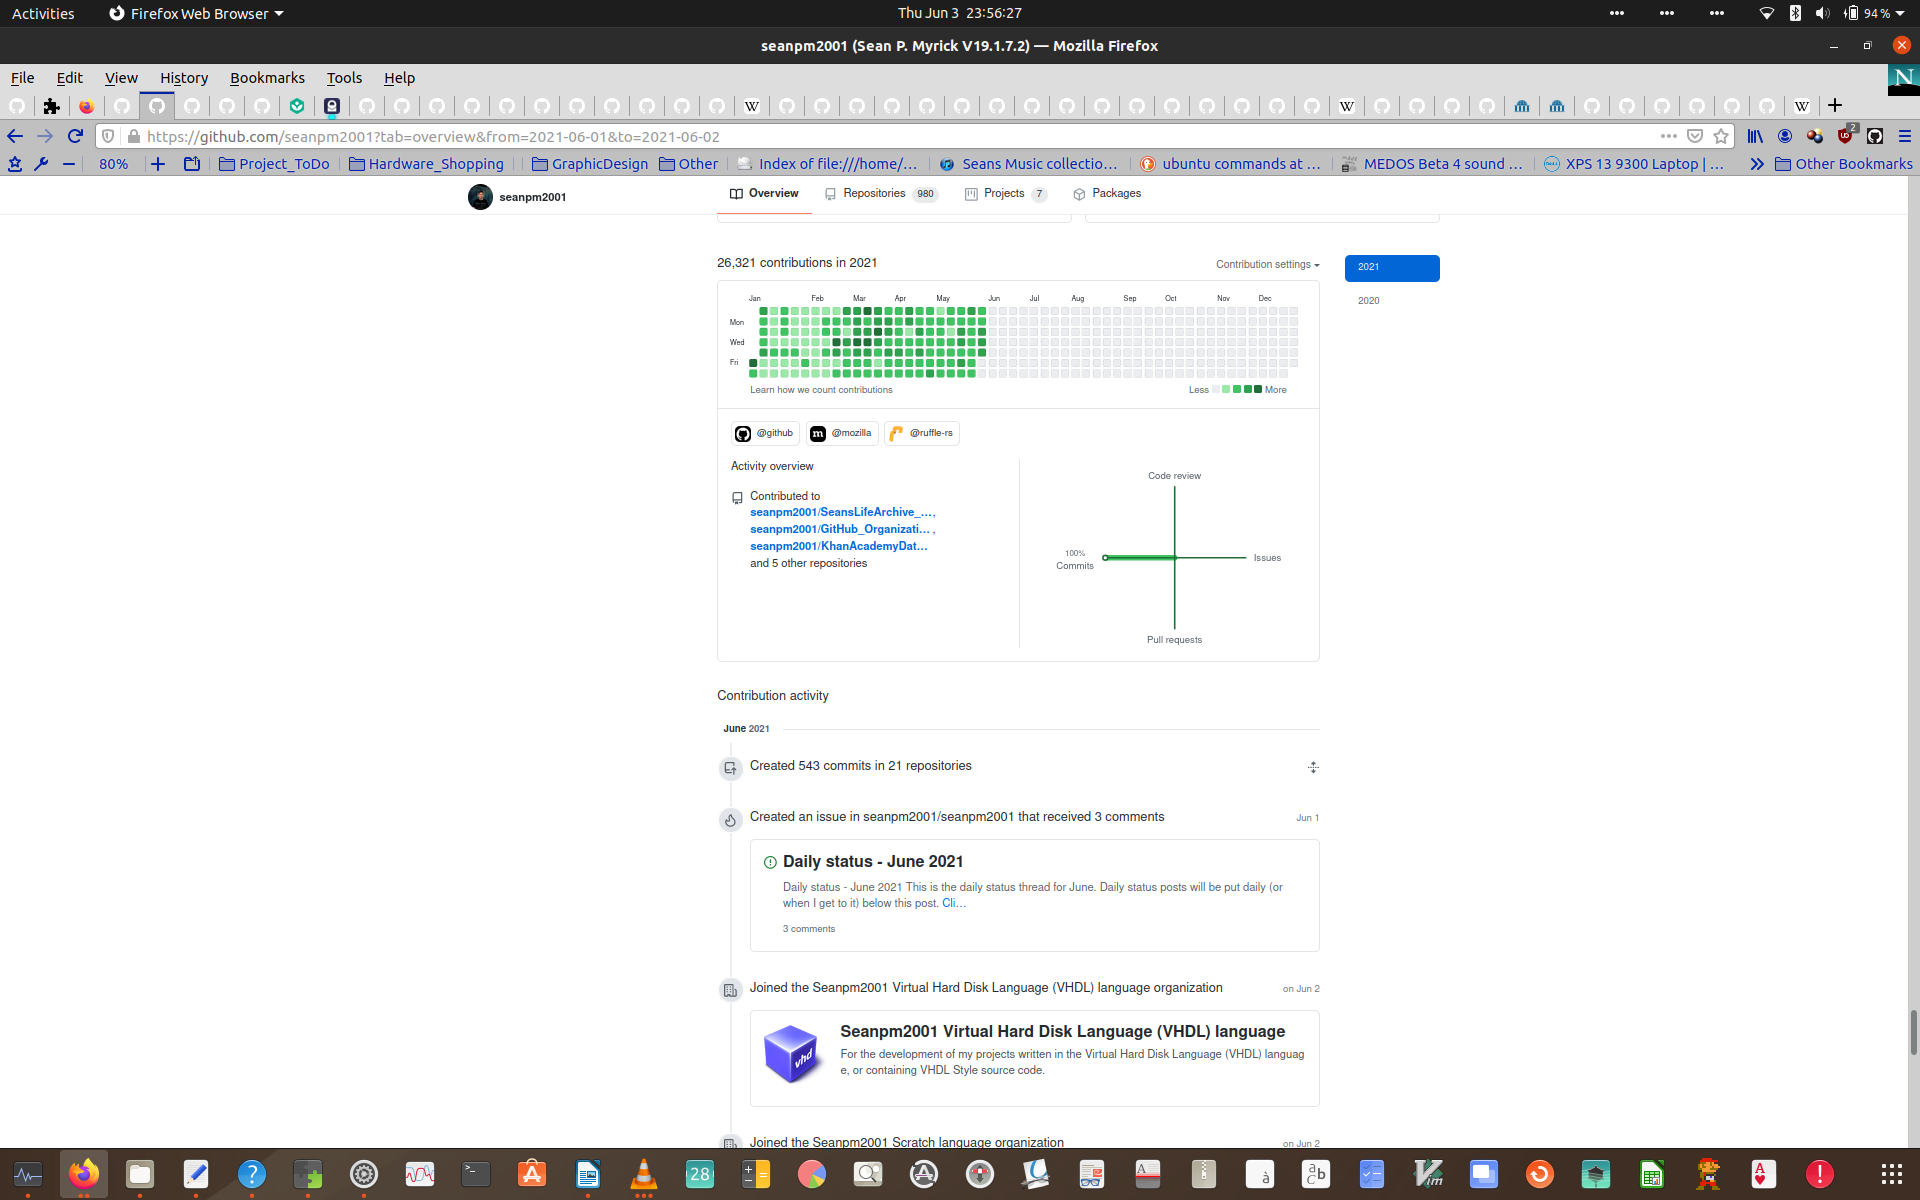 Activities
Firefox Web Browser
Thu Jun 3 23:56:27
94 %
seanpm2001 (Sean P. Myrick V19.1.7.2) — Mozilla Firefox
File Edit View History Bookmarks Tools Help
N
https://github.com/seanpm2001?tab=overview&from=2021-06-01&to=2021-06-02
2
80%
Project_ToDo
Hardware_Shopping
GraphicDesign
Other
Index of file:///home/…
Seans Music collectio…
ubuntu commands at …
MEDOS Beta 4 sound …
XPS 13 9300 Laptop | …
Other Bookmarks
seanpm2001
Overview
Repositories 980
Projects 7
Packages
26,321 contributions in 2021
Contribution settings
2021
2020
Jan Feb Mar Apr May Jun Jul Aug Sep Oct Nov Dec
Mon
Wed
Fri
Learn how we count contributions
Less
More
@github
@mozilla
@ruffle-rs
Activity overview
Contributed to
seanpm2001/SeansLifeArchive_…,
seanpm2001/GitHub_Organizati… ,
seanpm2001/KhanAcademyDat…
and 5 other repositories
Code review
100%
Commits
Issues
Pull requests
Contribution activity
June 2021
Created 543 commits in 21 repositories
Created an issue in seanpm2001/seanpm2001 that received 3 comments
Jun 1
Daily status - June 2021
Daily status - June 2021 This is the daily status thread for June. Daily status posts will be put daily (or
when I get to it) below this post. Cli…
3 comments
Joined the Seanpm2001 Virtual Hard Disk Language (VHDL) language organization
on Jun 2
vhd
Seanpm2001 Virtual Hard Disk Language (VHDL) language
For the development of my projects written in the Virtual Hard Disk Language (VHDL) languag
e, or containing VHDL Style source code.
Joined the Seanpm2001 Scratch language organization
on Jun 2
28